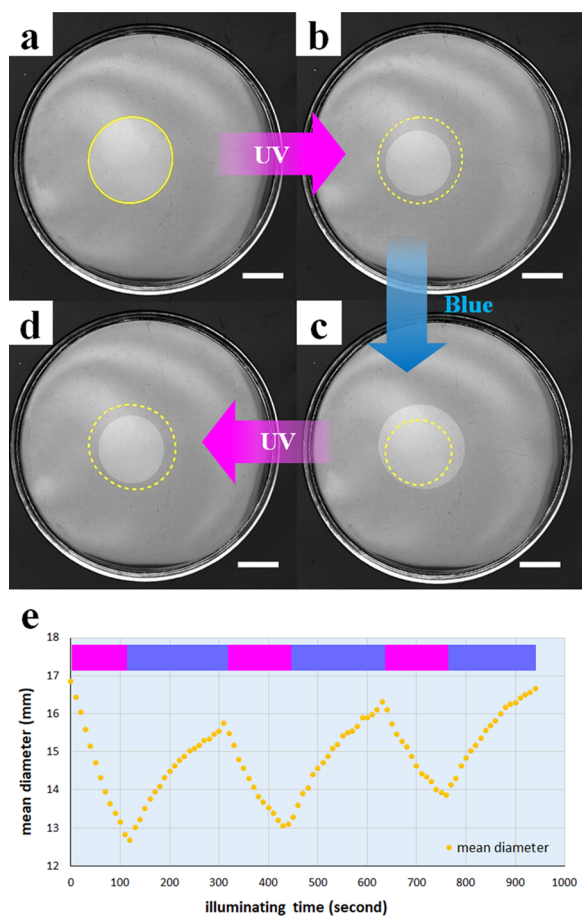 a
b
UV
Blue
d
c
UV
e
18
17
16
15
14
13
12
0
100
200
300
400
500
600
700
800
900
1000
mean diameter (mm)
mean diameter
illuminating time (second)